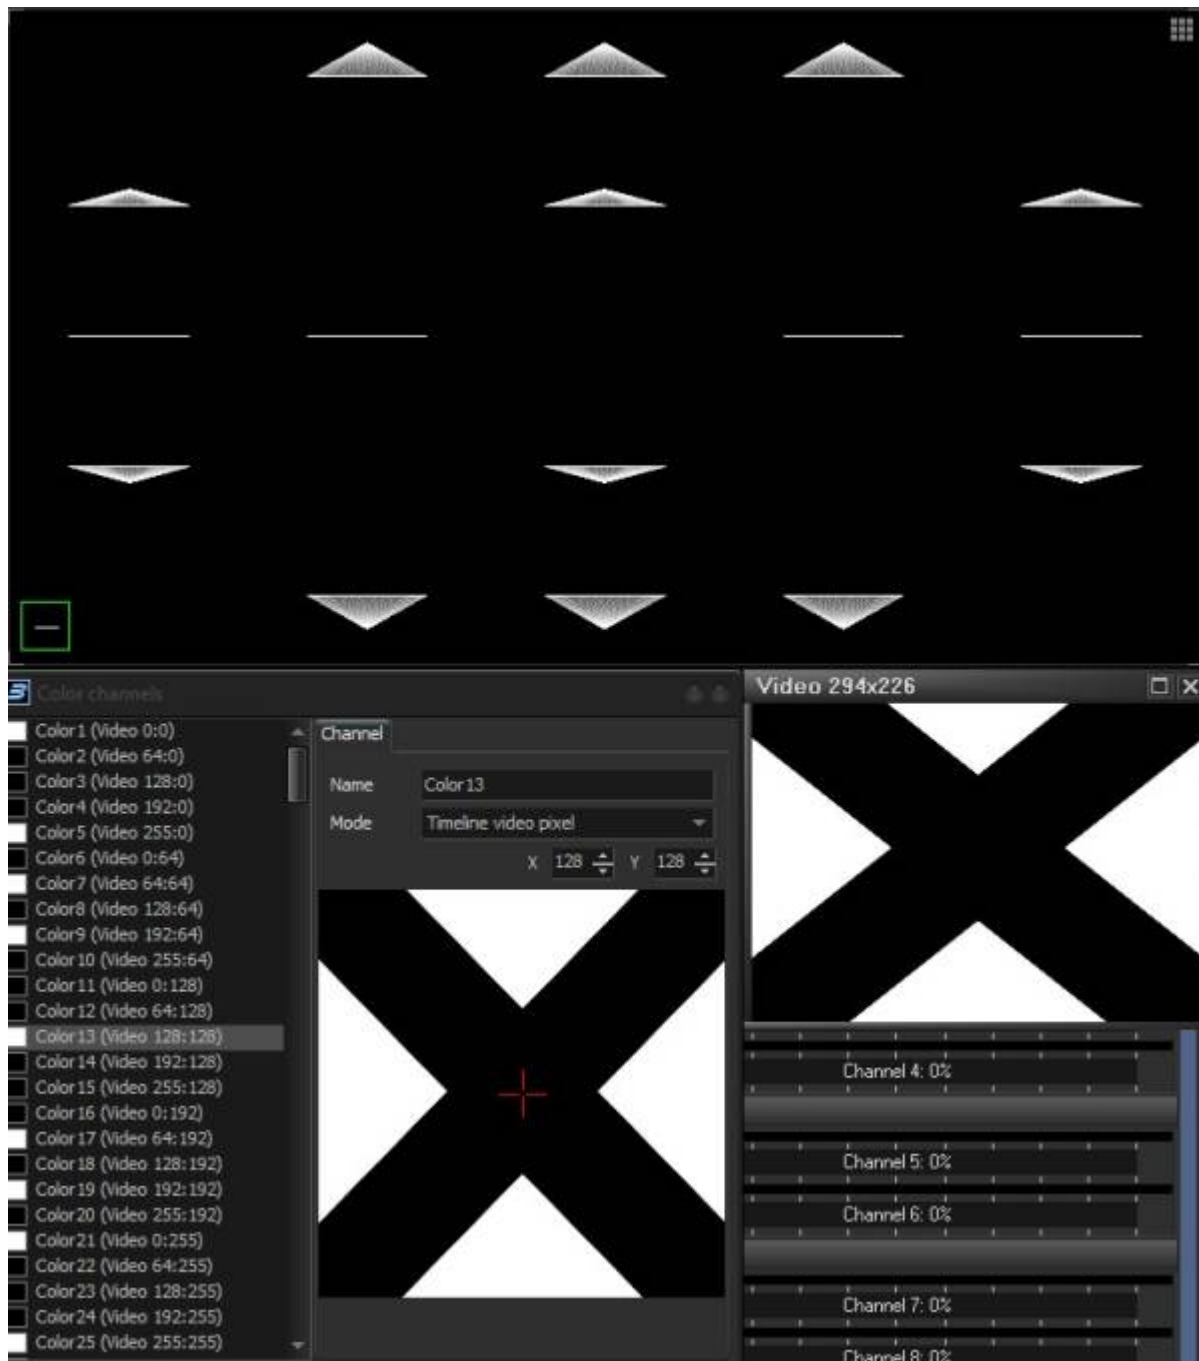 Color channels
Video 294x226
Color1 (Video 0:0)
Color2 (Video 64:0)
Color3 (Video 128:0)
Color4 (Video 192:0)
Color5 (Video 255:0)
Color6 (Video 0:64)
Color7 (Video 64:64)
Color8 (Video 128:64)
Color9 (Video 192:64)
Color10 (Video 255:64)
Color11 (Video 0:128)
Color12 (Video 64:128)
Color13 (Video 128:128)
Color14 (Video 192:128)
Color15 (Video 255:128)
Color16 (Video 0:192)
Color17 (Video 64:192)
Color18 (Video 128:192)
Color19 (Video 192:192)
Color20 (Video 255:192)
Color21 (Video 0:255)
Color22 (Video 64:255)
Color23 (Video 128:255)
Color24 (Video 192:255)
Color25 (Video 255:255)
Channel
Name Color13
Mode Timeline video pixel
X 128 Y 128
Channel 4: 0%
Channel 5: 0%
Channel 6: 0%
Channel 7: 0%
Channel 8: 0%